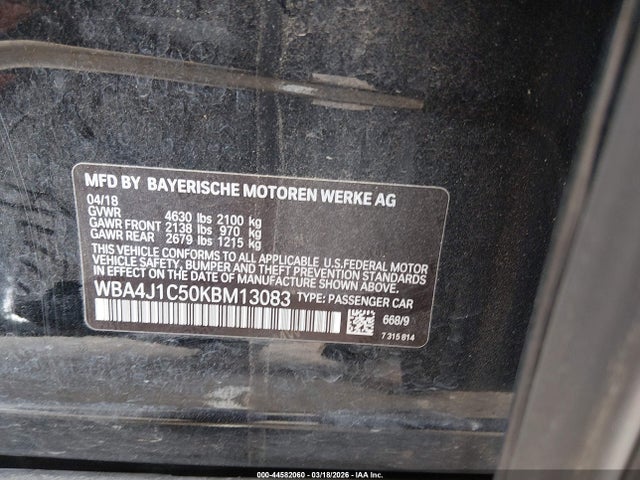 MFD BY BAYERISCHE MOTOREN WERKE AG
04/18
GVWR 4630 lbs 2100 kg
GAWR FRONT 2138 lbs 970 kg
GAWR REAR 2679 lbs 1215 kg
THIS VEHICLE CONFORMS TO ALL APPLICABLE U.S.FEDERAL MOTOR
VEHICLE SAFETY, BUMPER AND THEFT PREVENTION
STANDARDS IN EFFECT ON THE DATE OF MANUFACTURE
SHOWN ABOVE.
WBA4J1C50KBM13083 TYPE: PASSENGER CAR
668/9
7 315 814
000-44582060 - 03/18/2026 - IAA Inc.